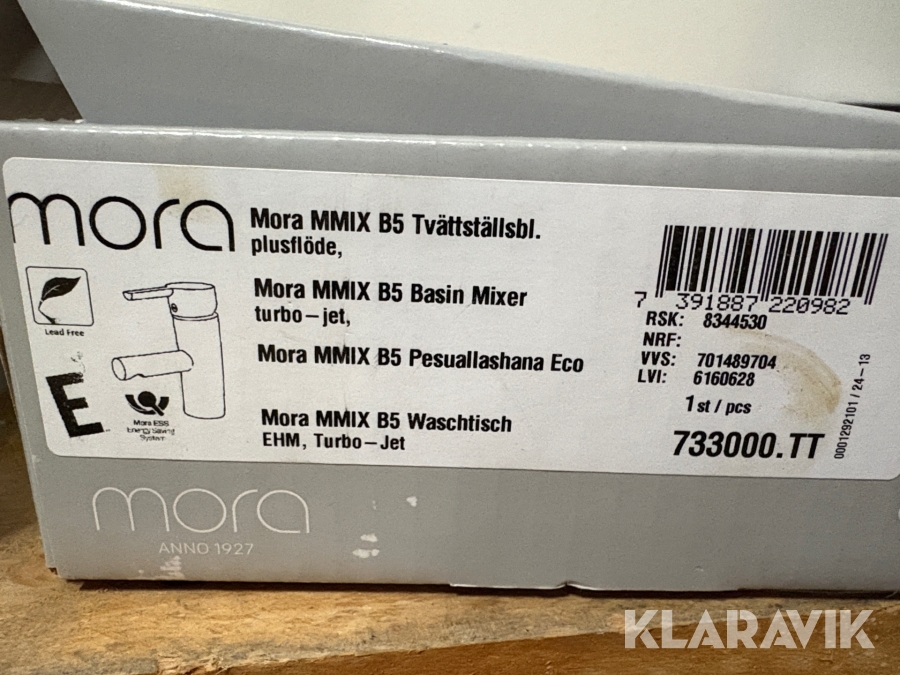 mora
Mora MMIX B5 Tvättställsbl.
plusflöde,
Mora MMIX B5 Basin Mixer
turbo-jet,
Mora MMIX B5 Pesuallashana Eco
Mora MMIX B5 Waschtisch
EHM, Turbo-Jet
Lead Free
E
Mora ESS
Energy Saving
System
7 391887 220982
RSK: 8344530
NRF:
VVS: 701489704
LVI: 6160628
1 st / pcs
733000.TT
0001292101 / 24-13
mora
ANNO 1927
KLARAVIK